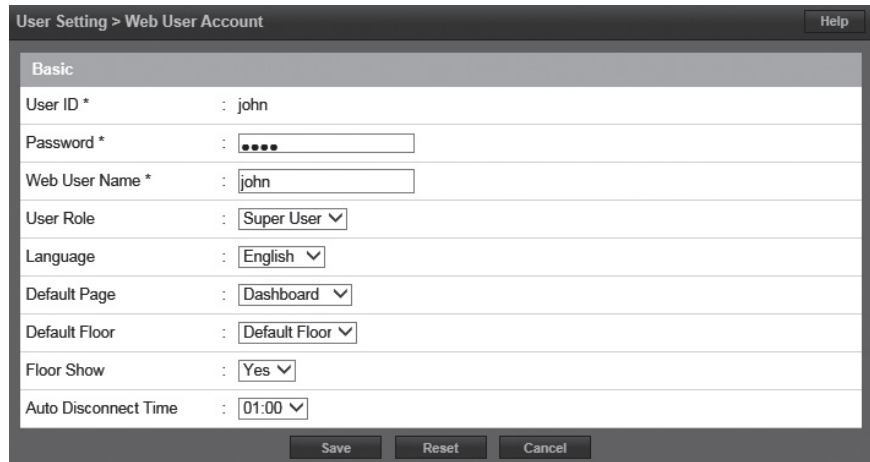 User Setting > Web User Account Help
Basic
User ID * : john
Password * : ●●●●
Web User Name * : john
User Role : Super User
Language : English
Default Page : Dashboard
Default Floor : Default Floor
Floor Show : Yes
Auto Disconnect Time : 01:00
Save Reset Cancel